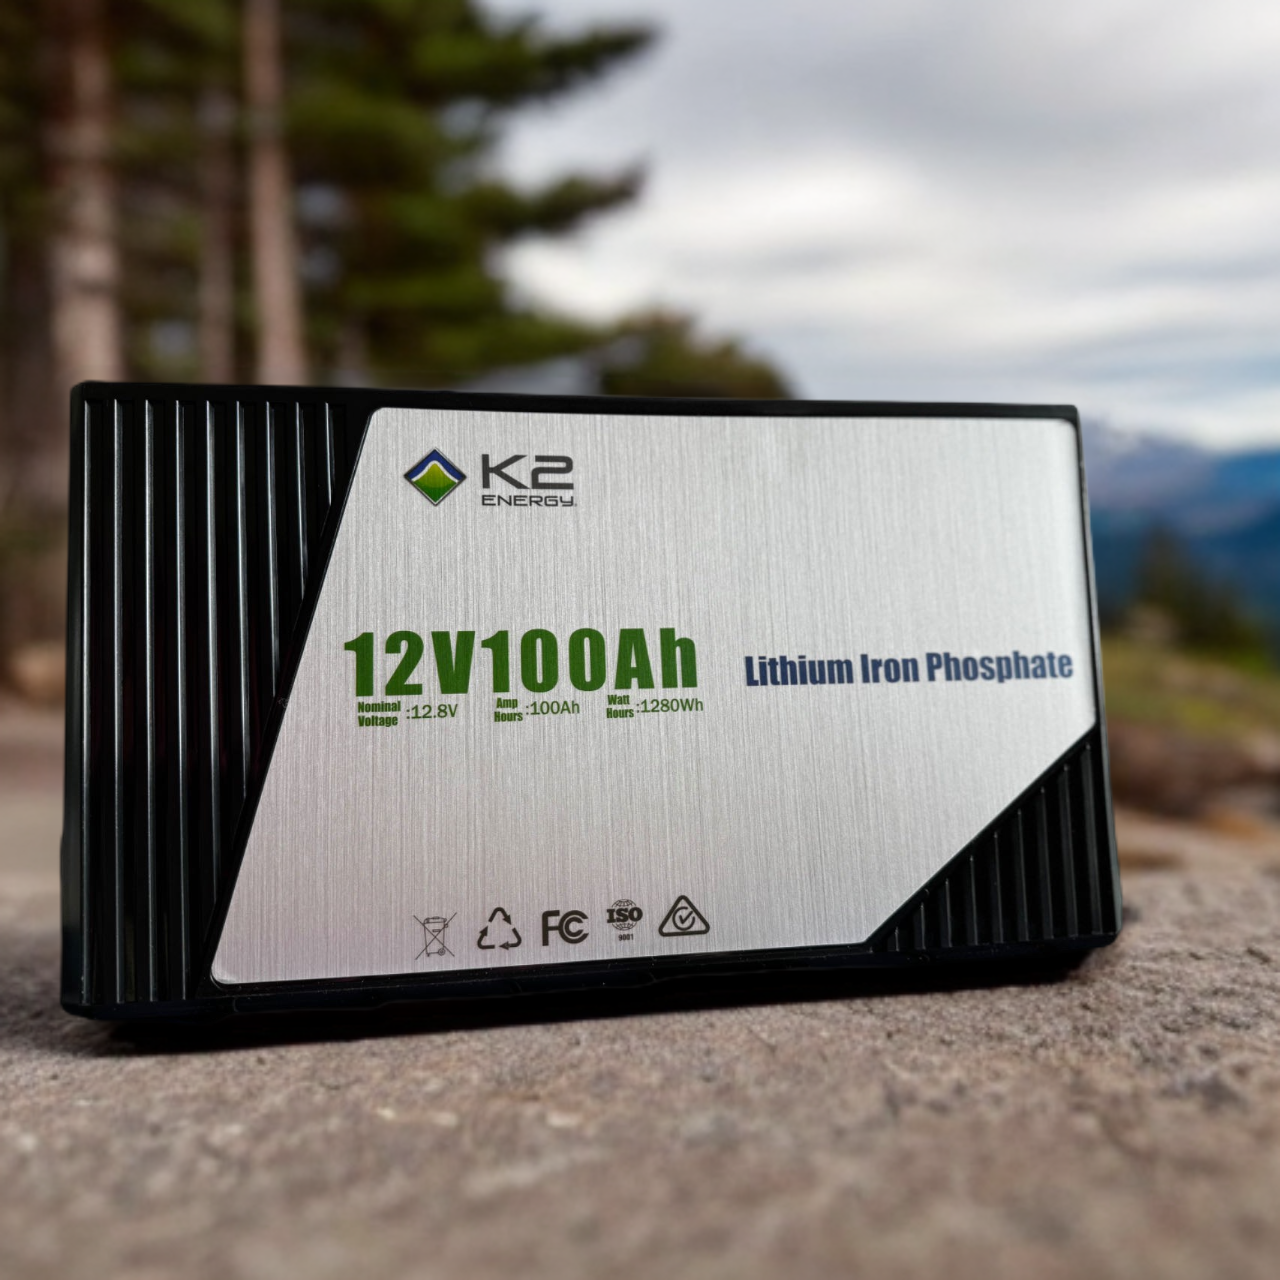 K2
ENERGY
12V100Ah
Nominal Voltage :12.8V
Amp Hours :100Ah
Watt Hours :1280Wh
Lithium Iron Phosphate
FC
ISO
9001